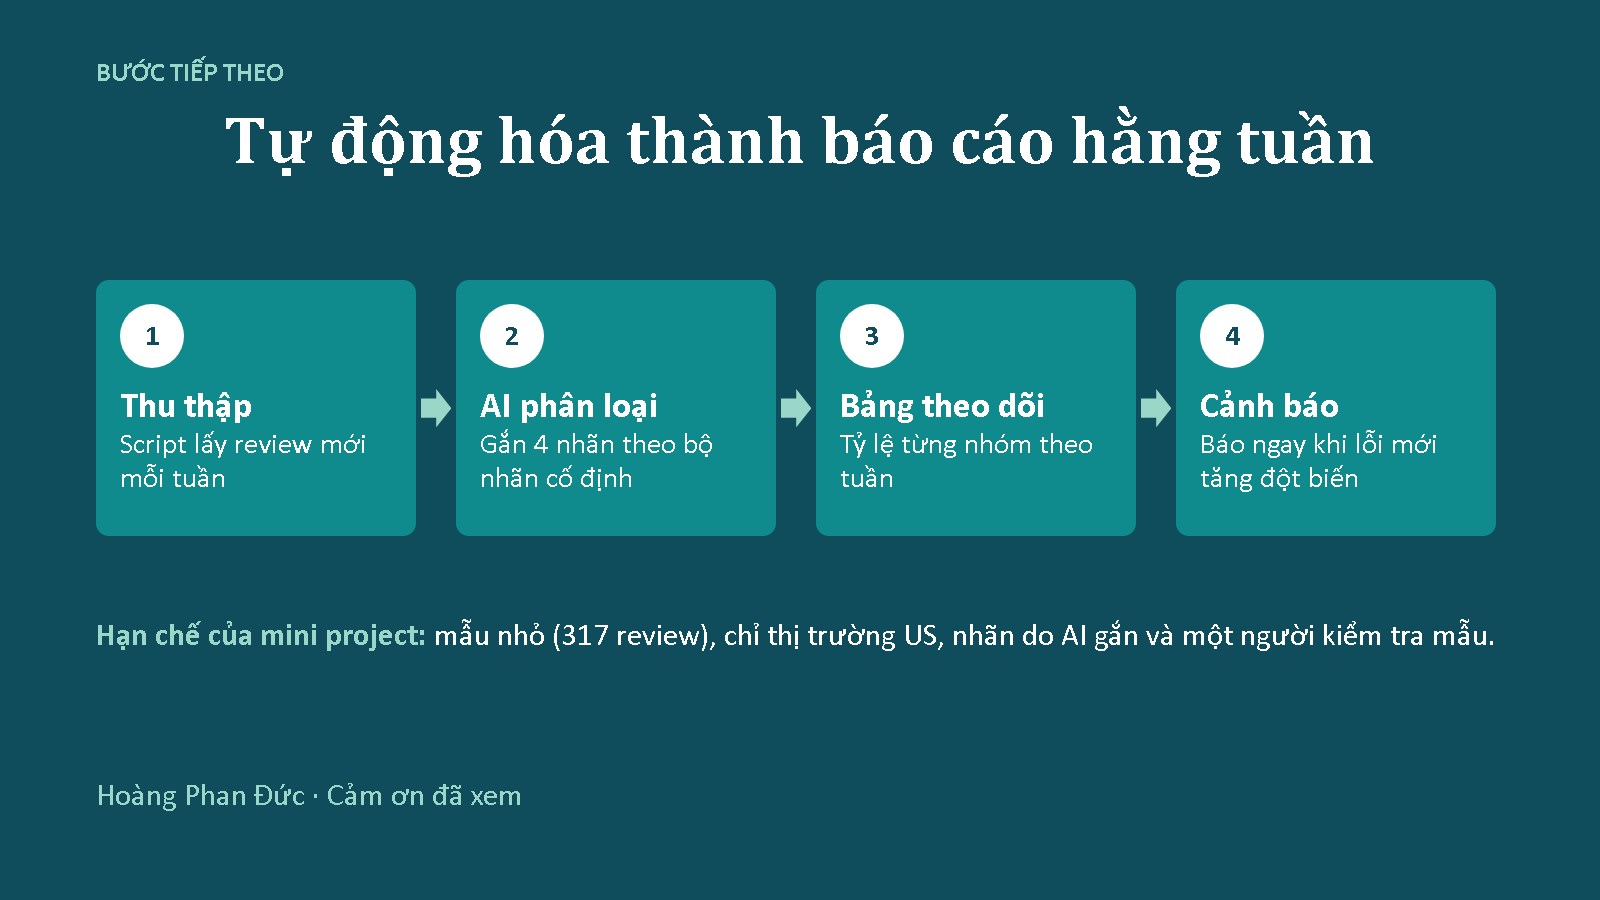 BƯỚC TIẾP THEO
Tự động hóa thành báo cáo hằng tuần
1
Thu thập
Script lấy review mới
mỗi tuần
2
AI phân loại
Gắn 4 nhãn theo bộ
nhãn cố định
3
Bảng theo dõi
Tỷ lệ từng nhóm theo
tuần
4
Cảnh báo
Báo ngay khi lỗi mới
tăng đột biến
Hạn chế của mini project: mẫu nhỏ (317 review), chỉ thị trường US, nhãn do AI gắn và một người kiểm tra mẫu.
Hoàng Phan Đức · Cảm ơn đã xem